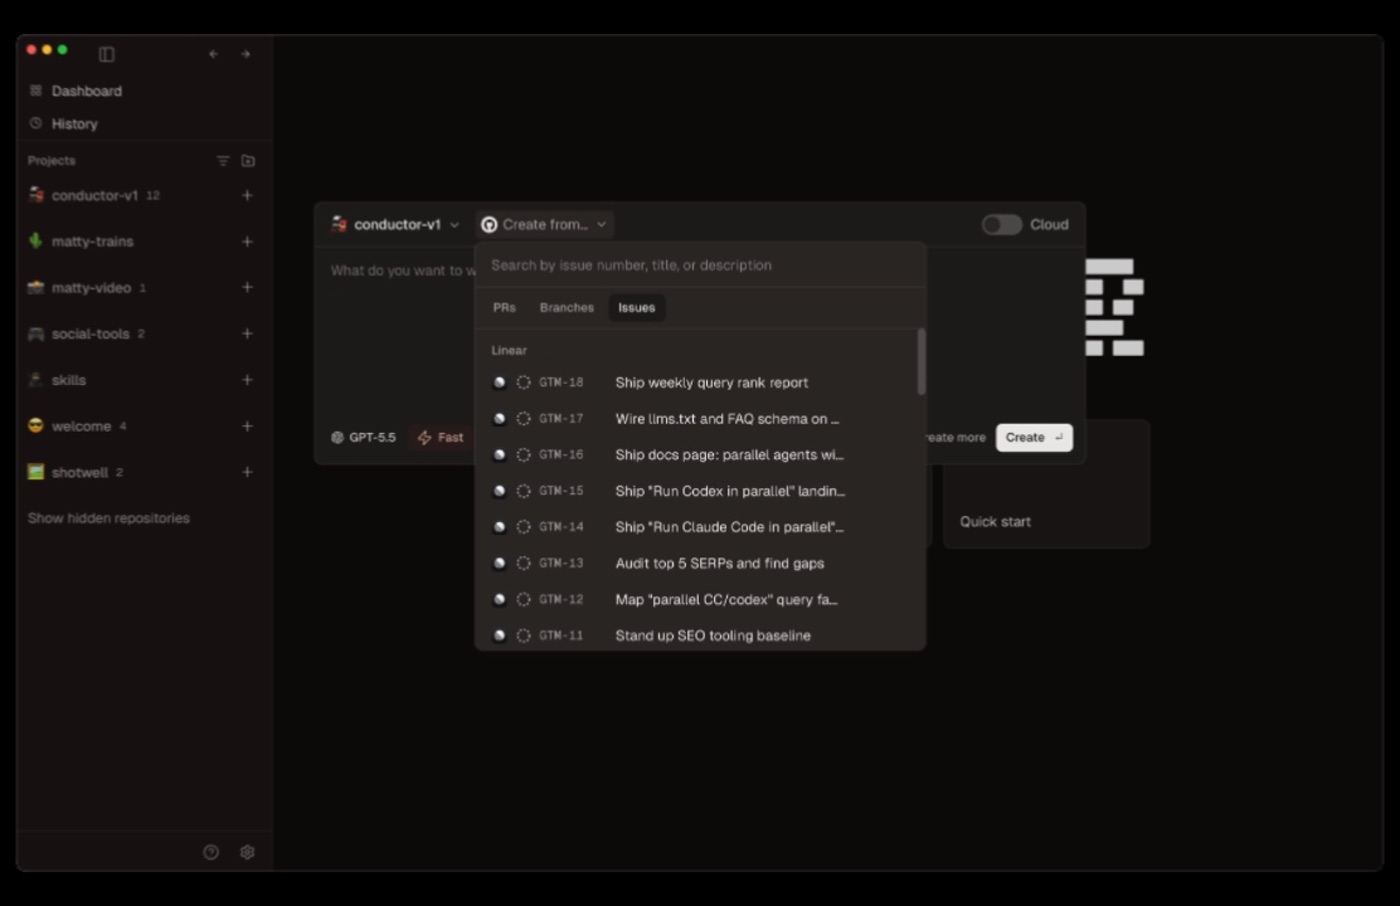 Dashboard
History
Projects
conductor-v1 12
matty-trains
matty-video 1
social-tools 2
skills
welcome 4
shotwell 2
Show hidden repositories
conductor-v1 Create from... Cloud
What do you want to w
Search by issue number, title, or description
PRs Branches Issues
Linear
GTM-18 Ship weekly query rank report
GTM-17 Wire llms.txt and FAQ schema on ...
GTM-16 Ship docs page: parallel agents wi...
GTM-15 Ship "Run Codex in parallel" landin...
GTM-14 Ship "Run Claude Code in parallel"...
GTM-13 Audit top 5 SERPs and find gaps
GTM-12 Map "parallel CC/codex" query fa...
GTM-11 Stand up SEO tooling baseline
GPT-5.5 Fast
reate more Create
Quick start